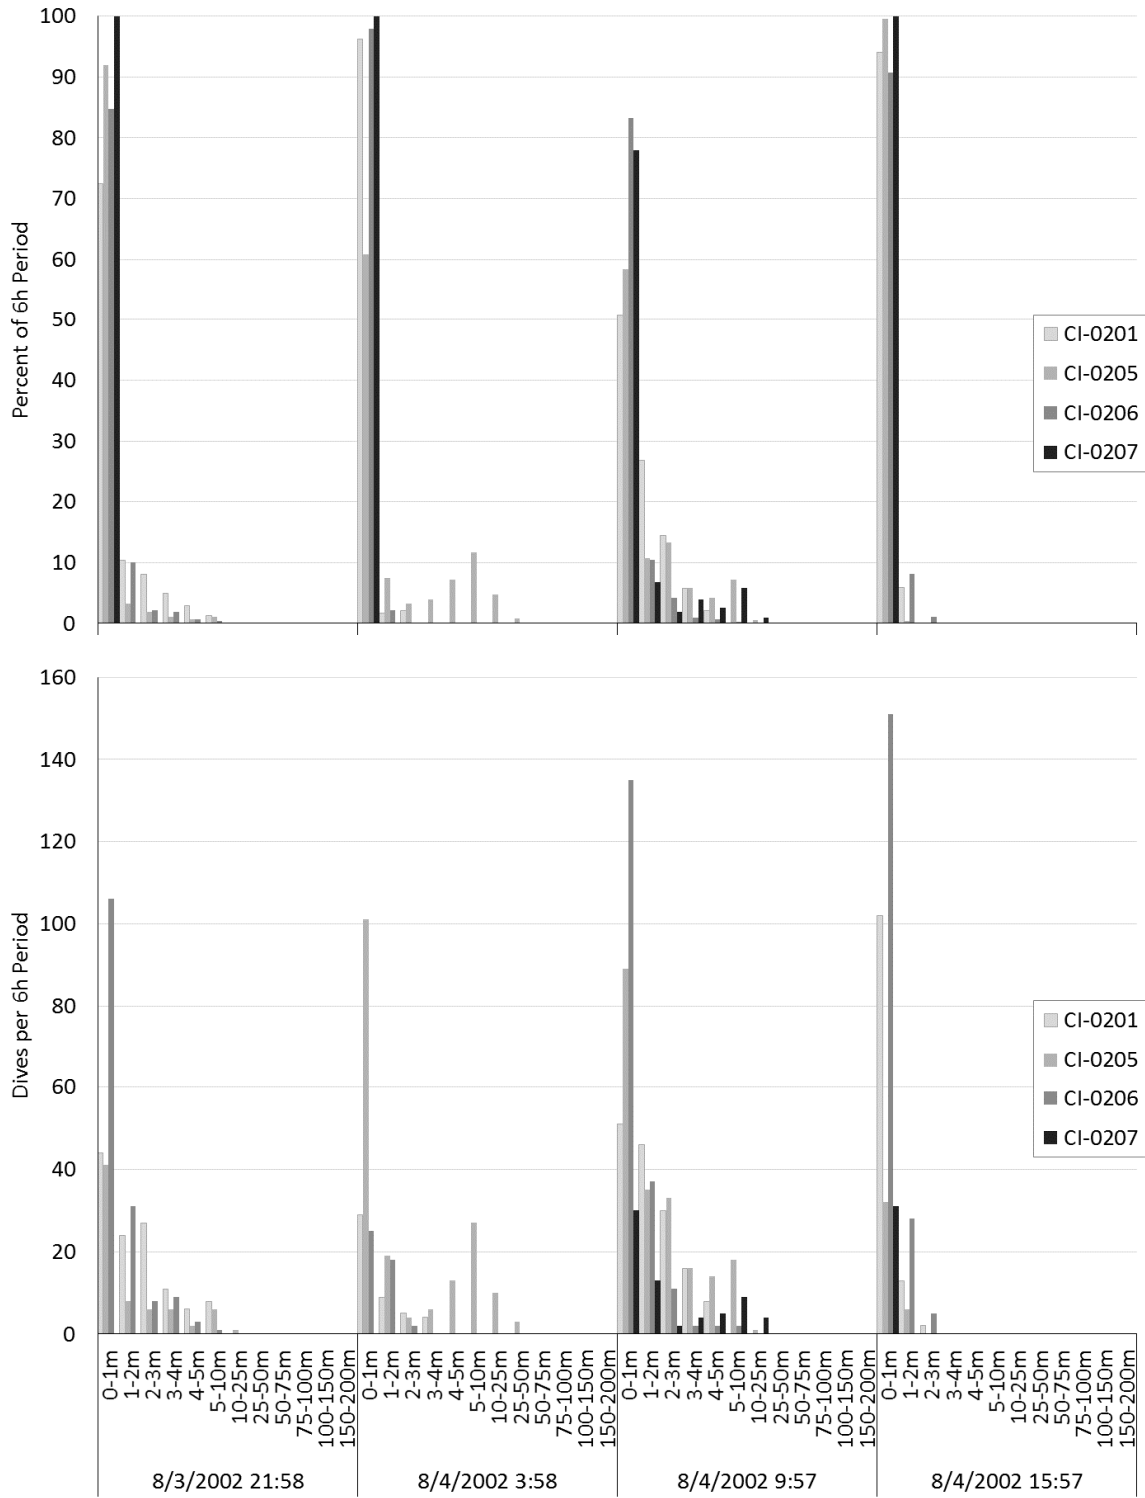 100
90
80
70
60
50
40
30
20
10
0
Percent of 6h Period
CI-0201
CI-0205
CI-0206
CI-0207
160
140
120
100
80
60
40
20
0
Dives per 6h Period
CI-0201
CI-0205
CI-0206
CI-0207
0-1m
1-2m
2-3m
3-4m
4-5m
5-10m
10-25m
25-50m
50-75m
75-100m
100-150m
150-200m
0-1m
1-2m
2-3m
3-4m
4-5m
5-10m
10-25m
25-50m
50-75m
75-100m
100-150m
150-200m
0-1m
1-2m
2-3m
3-4m
4-5m
5-10m
10-25m
25-50m
50-75m
75-100m
100-150m
150-200m
0-1m
1-2m
2-3m
3-4m
4-5m
5-10m
10-25m
25-50m
50-75m
75-100m
100-150m
150-200m
8/3/2002 21:58
8/4/2002 3:58
8/4/2002 9:57
8/4/2002 15:57